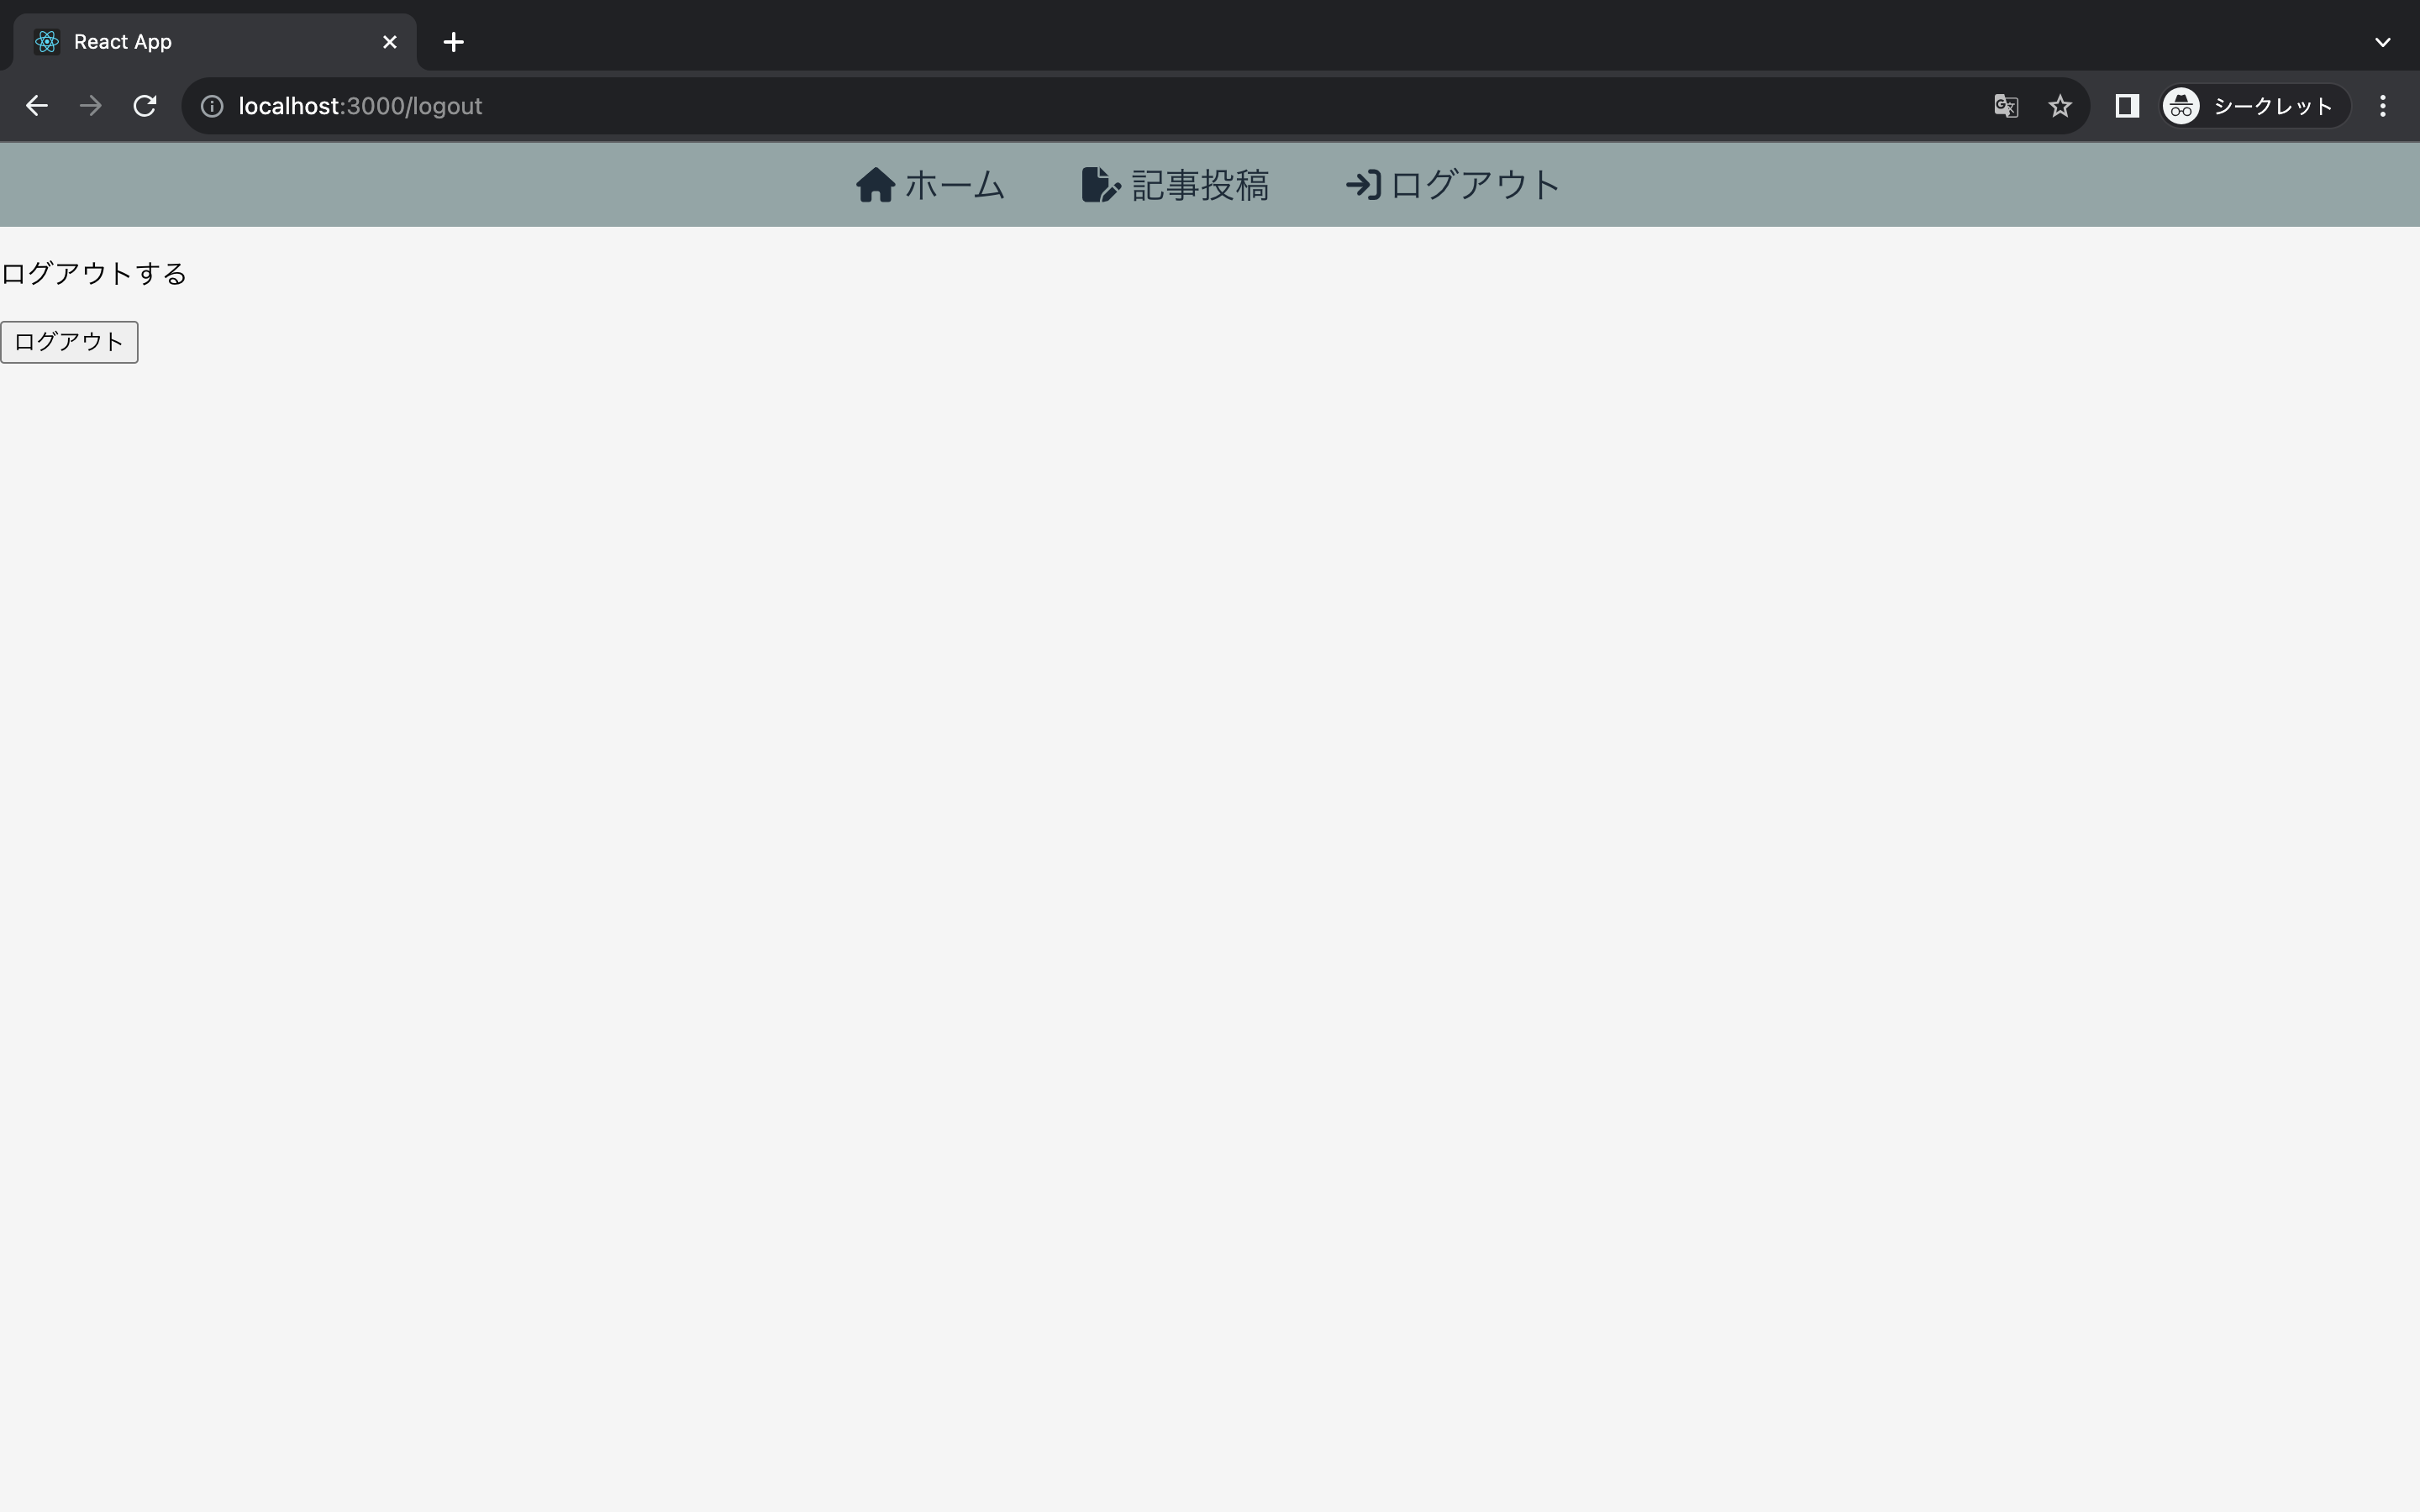 React App
localhost:3000/logout
シークレット
ホーム 記事投稿 ログアウト
ログアウトする
ログアウト